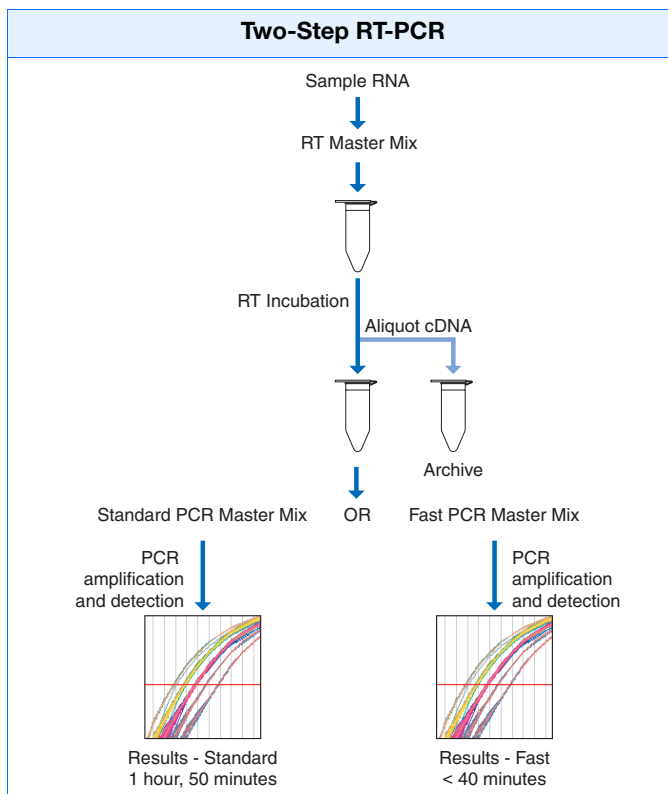 Two-Step RT-PCR
Sample RNA
RT Master Mix
RT Incubation
Aliquot cDNA
Archive
Standard PCR Master Mix
OR
Fast PCR Master Mix
PCR
amplification
and detection
PCR
amplification
and detection
Results - Standard
1 hour, 50 minutes
Results - Fast
< 40 minutes